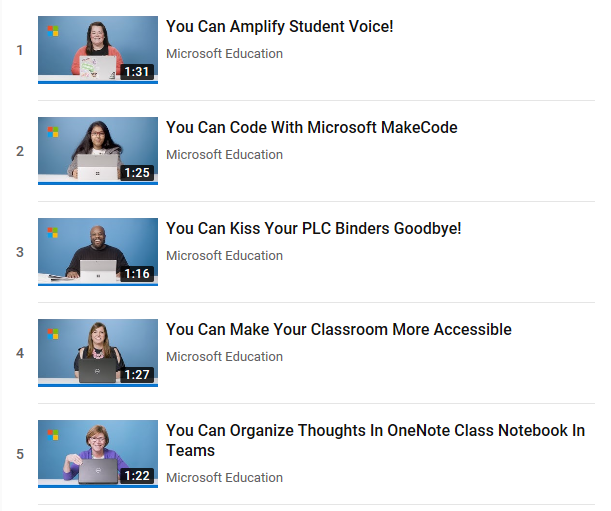 1
You Can Amplify Student Voice!
Microsoft Education
1:31
2
You Can Code With Microsoft MakeCode
Microsoft Education
1:25
3
You Can Kiss Your PLC Binders Goodbye!
Microsoft Education
1:16
4
You Can Make Your Classroom More Accessible
Microsoft Education
1:27
5
You Can Organize Thoughts In OneNote Class Notebook In
Teams
Microsoft Education
1:22